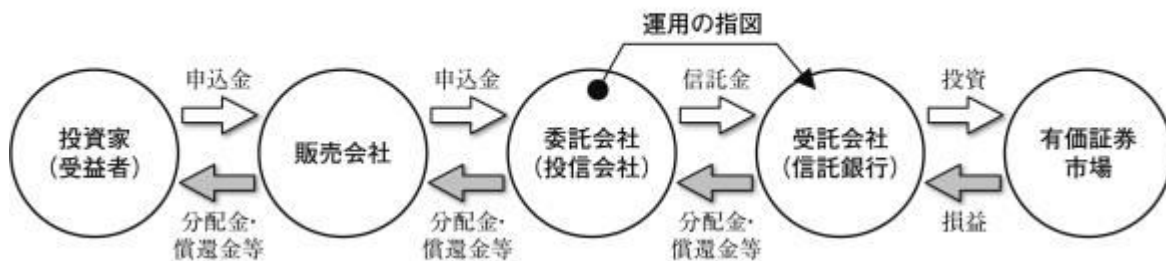 運用の指図
申込金
申込金
信託金
投資
投資家
(受益者)
販売会社
委託会社
(投信会社)
受託会社
(信託銀行)
有価証券
市場
分配金・
償還金等
分配金・
償還金等
分配金・
償還金等
損益